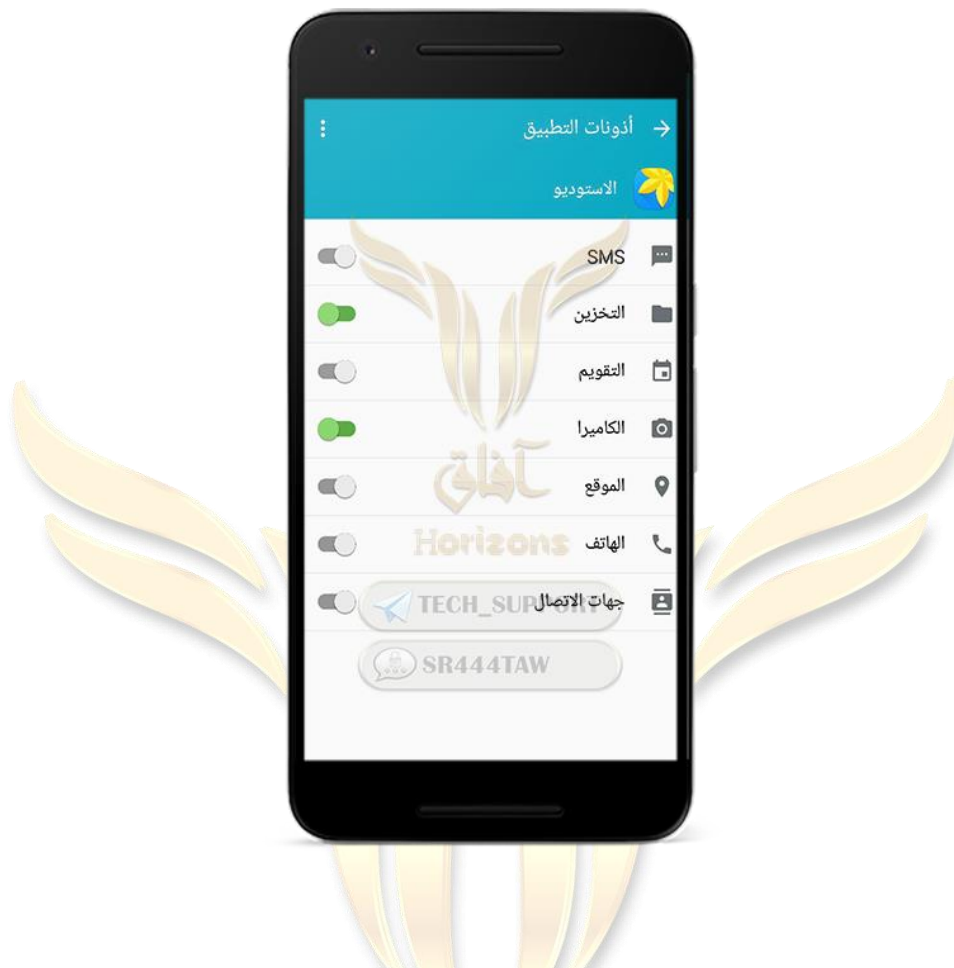 أذونات التطبيق
الاستوديو
SMS
التخزين
التقويم
الكاميرا
آفاق
الموقع
Horizons
الهاتف
TECH_SUPPORT
جهات الاتصال
SR444TAW